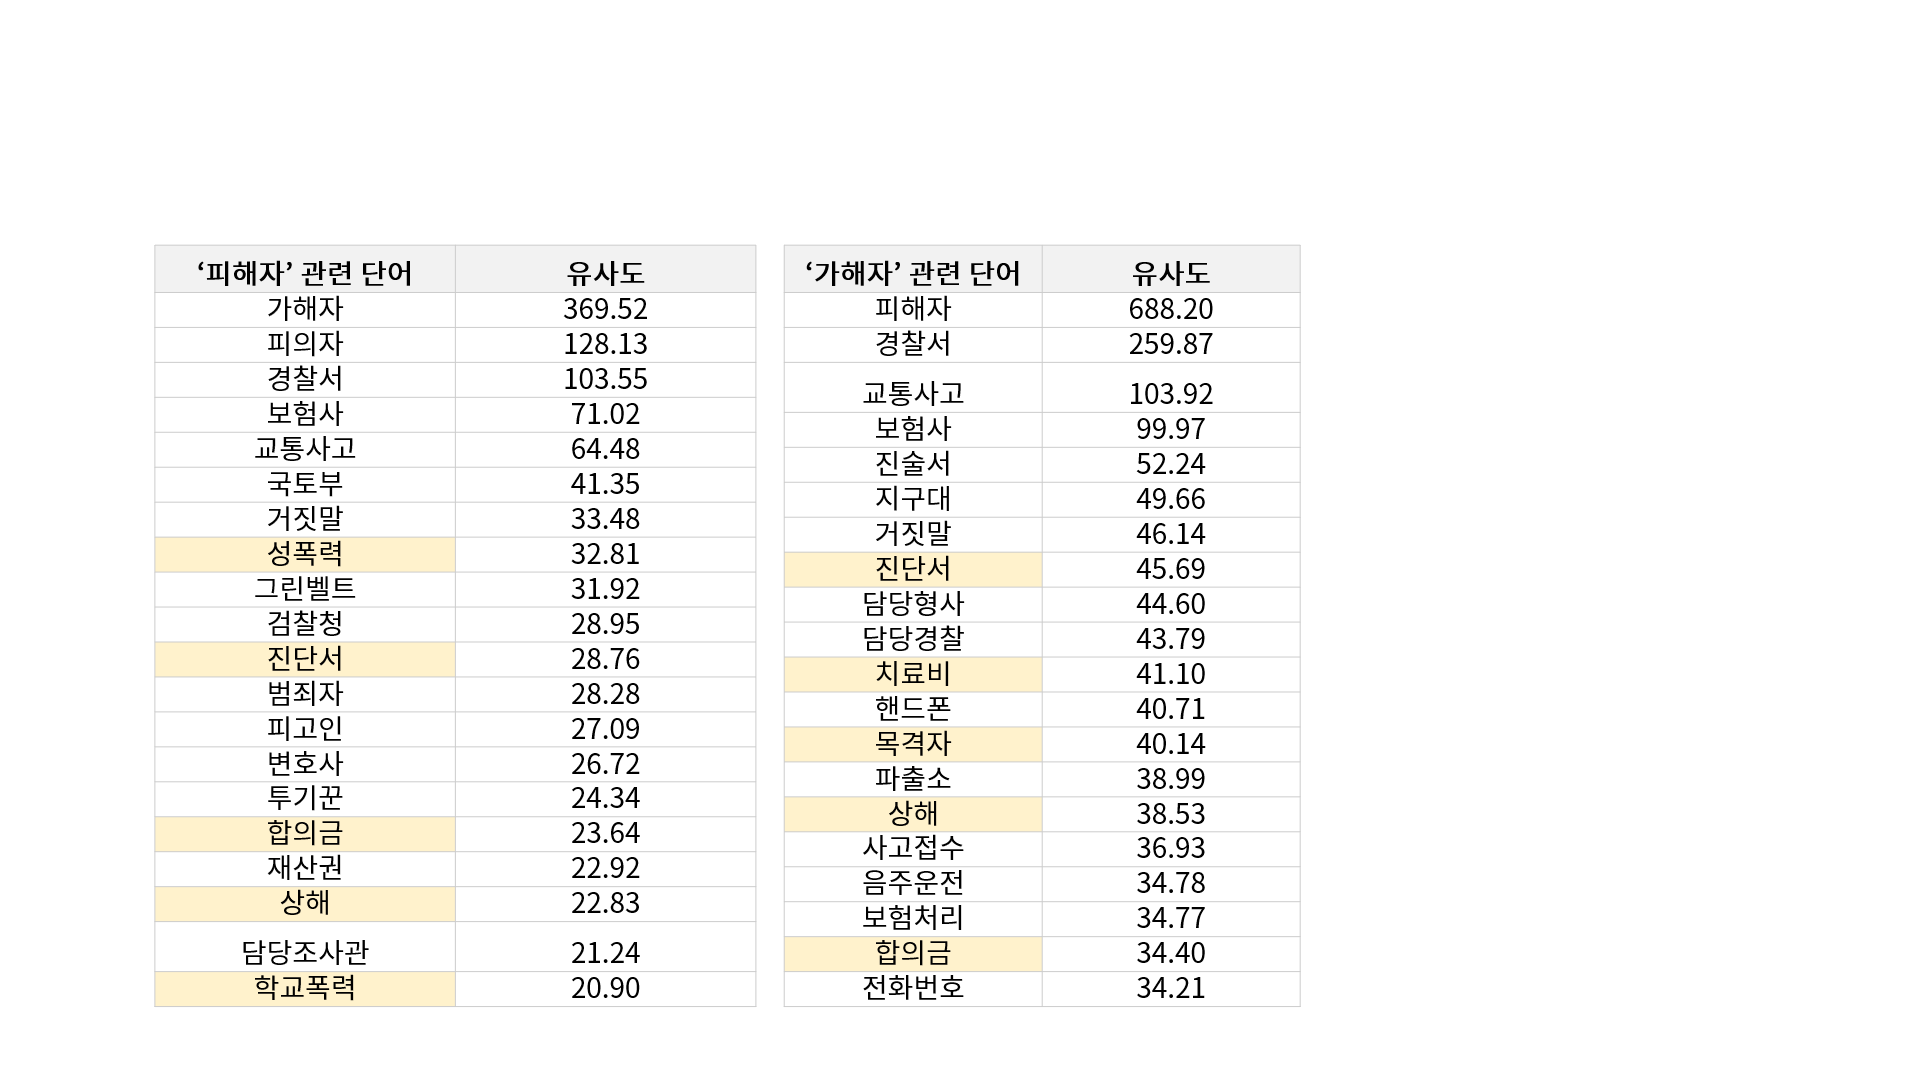 ‘피해자’ 관련 단어 유사도
가해자 369.52
피의자 128.13
경찰서 103.55
보험사 71.02
교통사고 64.48
국토부 41.35
거짓말 33.48
성폭력 32.81
그린벨트 31.92
검찰청 28.95
진단서 28.76
범죄자 28.28
피고인 27.09
변호사 26.72
투기꾼 24.34
합의금 23.64
재산권 22.92
상해 22.83
담당조사관 21.24
학교폭력 20.90
‘가해자’ 관련 단어 유사도
피해자 688.20
경찰서 259.87
교통사고 103.92
보험사 99.97
진술서 52.24
지구대 49.66
거짓말 46.14
진단서 45.69
담당형사 44.60
담당경찰 43.79
치료비 41.10
핸드폰 40.71
목격자 40.14
파출소 38.99
상해 38.53
사고접수 36.93
음주운전 34.78
보험처리 34.77
합의금 34.40
전화번호 34.21